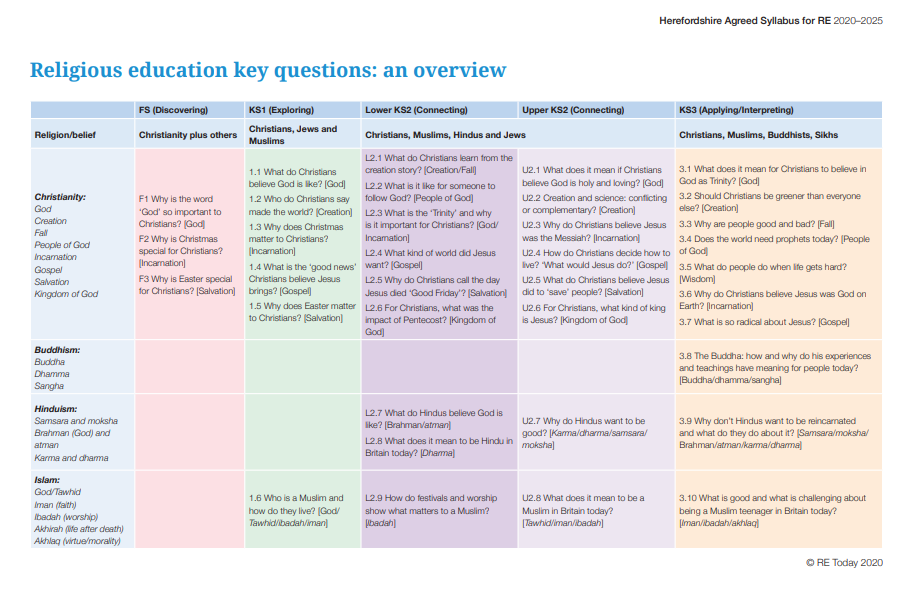 Herefordshire Agreed Syllabus for RE 2020–2025
Religious education key questions: an overview
FS (Discovering)
KS1 (Exploring)
Lower KS2 (Connecting)
Upper KS2 (Connecting)
KS3 (Applying/Interpreting)
Religion/belief
Christianity plus others
Christians, Jews and
Muslims
Christians, Muslims, Hindus and Jews
Christians, Muslims, Buddhists, Sikhs
Christianity:
God
Creation
Fall
People of God
Incarnation
Gospel
Salvation
Kingdom of God
F1 Why is the word
‘God’ so important to
Christians? [God]
F2 Why is Christmas
special for Christians?
[Incarnation]
F3 Why is Easter special
for Christians? [Salvation]
1.1 What do Christians
believe God is like? [God]
1.2 Who do Christians say
made the world? [Creation]
1.3 Why does Christmas
matter to Christians?
[Incarnation]
1.4 What is the ‘good news’
Christians believe Jesus
brings? [Gospel]
1.5 Why does Easter matter
to Christians? [Salvation]
L2.1 What do Christians learn from the
creation story? [Creation/Fall]
L2.2 What is it like for someone to
follow God? [People of God]
L2.3 What is the ‘Trinity’ and why
is it important for Christians? [God/
Incarnation]
L2.4 What kind of world did Jesus
want? [Gospel]
L2.5 Why do Christians call the day
Jesus died ‘Good Friday’? [Salvation]
L2.6 For Christians, what was the
impact of Pentecost? [Kingdom of
God]
U2.1 What does it mean if Christians
believe God is holy and loving? [God]
U2.2 Creation and science: conflicting
or complementary? [Creation]
U2.3 Why do Christians believe Jesus
was the Messiah? [Incarnation]
U2.4 How do Christians decide how to
live? ‘What would Jesus do?’ [Gospel]
U2.5 What do Christians believe Jesus
did to ‘save’ people? [Salvation]
U2.6 For Christians, what kind of king
is Jesus? [Kingdom of God]
3.1 What does it mean for Christians to believe in
God as Trinity? [God]
3.2 Should Christians be greener than everyone
else? [Creation]
3.3 Why are people good and bad? [Fall]
3.4 Does the world need prophets today? [People
of God]
3.5 What do people do when life gets hard?
[Wisdom]
3.6 Why do Christians believe Jesus was God on
Earth? [Incarnation]
3.7 What is so radical about Jesus? [Gospel]
Buddhism:
Buddha
Dhamma
Sangha
3.8 The Buddha: how and why do his experiences
and teachings have meaning for people today?
[Buddha/dhamma/sangha]
Hinduism:
Samsara and moksha
Brahman (God) and
atman
Karma and dharma
L2.7 What do Hindus believe God is
like? [Brahman/atman]
L2.8 What does it mean to be Hindu in
Britain today? [Dharma]
U2.7 Why do Hindus want to be
good? [Karma/dharma/samsara/
moksha]
3.9 Why don’t Hindus want to be reincarnated
and what do they do about it? [Samsara/moksha/
Brahman/atman/karma/dharma]
Islam:
God/Tawhid
Iman (faith)
Ibadah (worship)
Akhirah (life after death)
Akhlaq (virtue/morality)
1.6 Who is a Muslim and
how do they live? [God/
Tawhid/ibadah/iman]
L2.9 How do festivals and worship
show what matters to a Muslim?
[Ibadah]
U2.8 What does it mean to be a
Muslim in Britain today?
[Tawhid/iman/ibadah]
3.10 What is good and what is challenging about
being a Muslim teenager in Britain today?
[Iman/ibadah/akhlaq]
© RE Today 2020